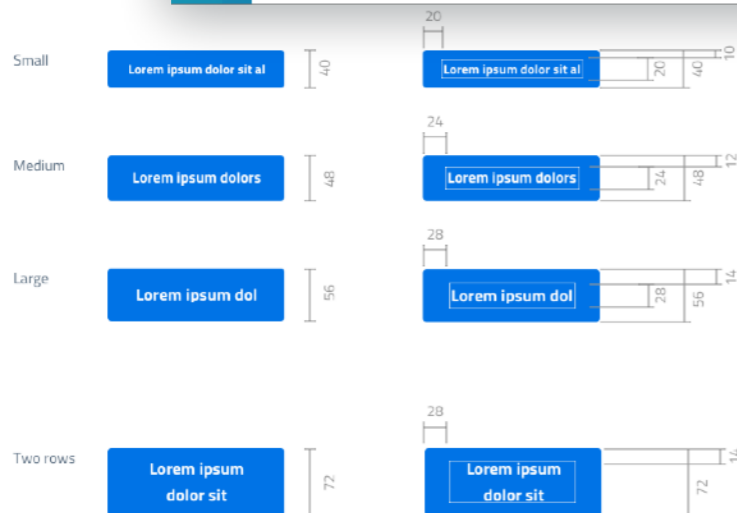 20
Small
Lorem ipsum dolor sit al
40
Lorem ipsum dolor sit al
20
40
10
24
Medium
Lorem ipsum dolors
48
Lorem ipsum dolors
24
48
12
28
Large
Lorem ipsum dol
56
Lorem ipsum dol
28
56
14
28
Two rows
Lorem ipsum
dolor sit
72
Lorem ipsum
dolor sit
72
14